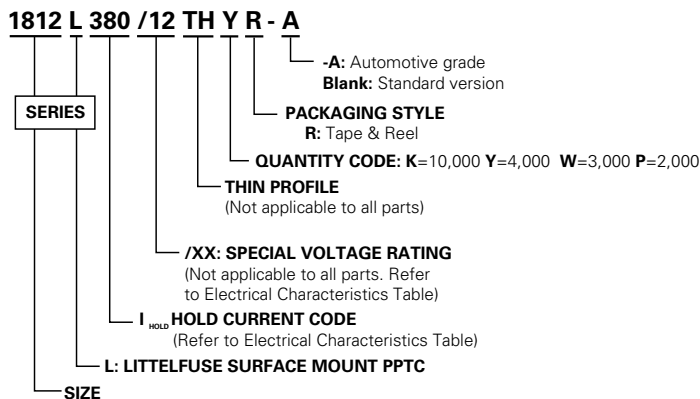 1812 L 380 /12 TH Y R - A
-A: Automotive grade
Blank: Standard version
SERIES
PACKAGING STYLE
R: Tape & Reel
QUANTITY CODE: K=10,000 Y=4,000 W=3,000 P=2,000
THIN PROFILE
(Not applicable to all parts)
/XX: SPECIAL VOLTAGE RATING
(Not applicable to all parts. Refer
to Electrical Characteristics Table)
I HOLD HOLD CURRENT CODE
(Refer to Electrical Characteristics Table)
L: LITTELFUSE SURFACE MOUNT PPTC
SIZE